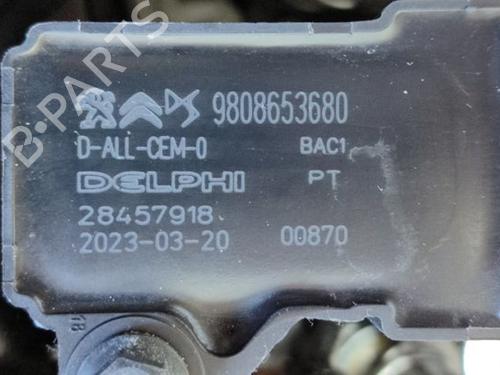 B-PARTS
9808653680
D-ALL-CEM-0 BAC1
DELPHI PT
28457918
2023-03-20 00870